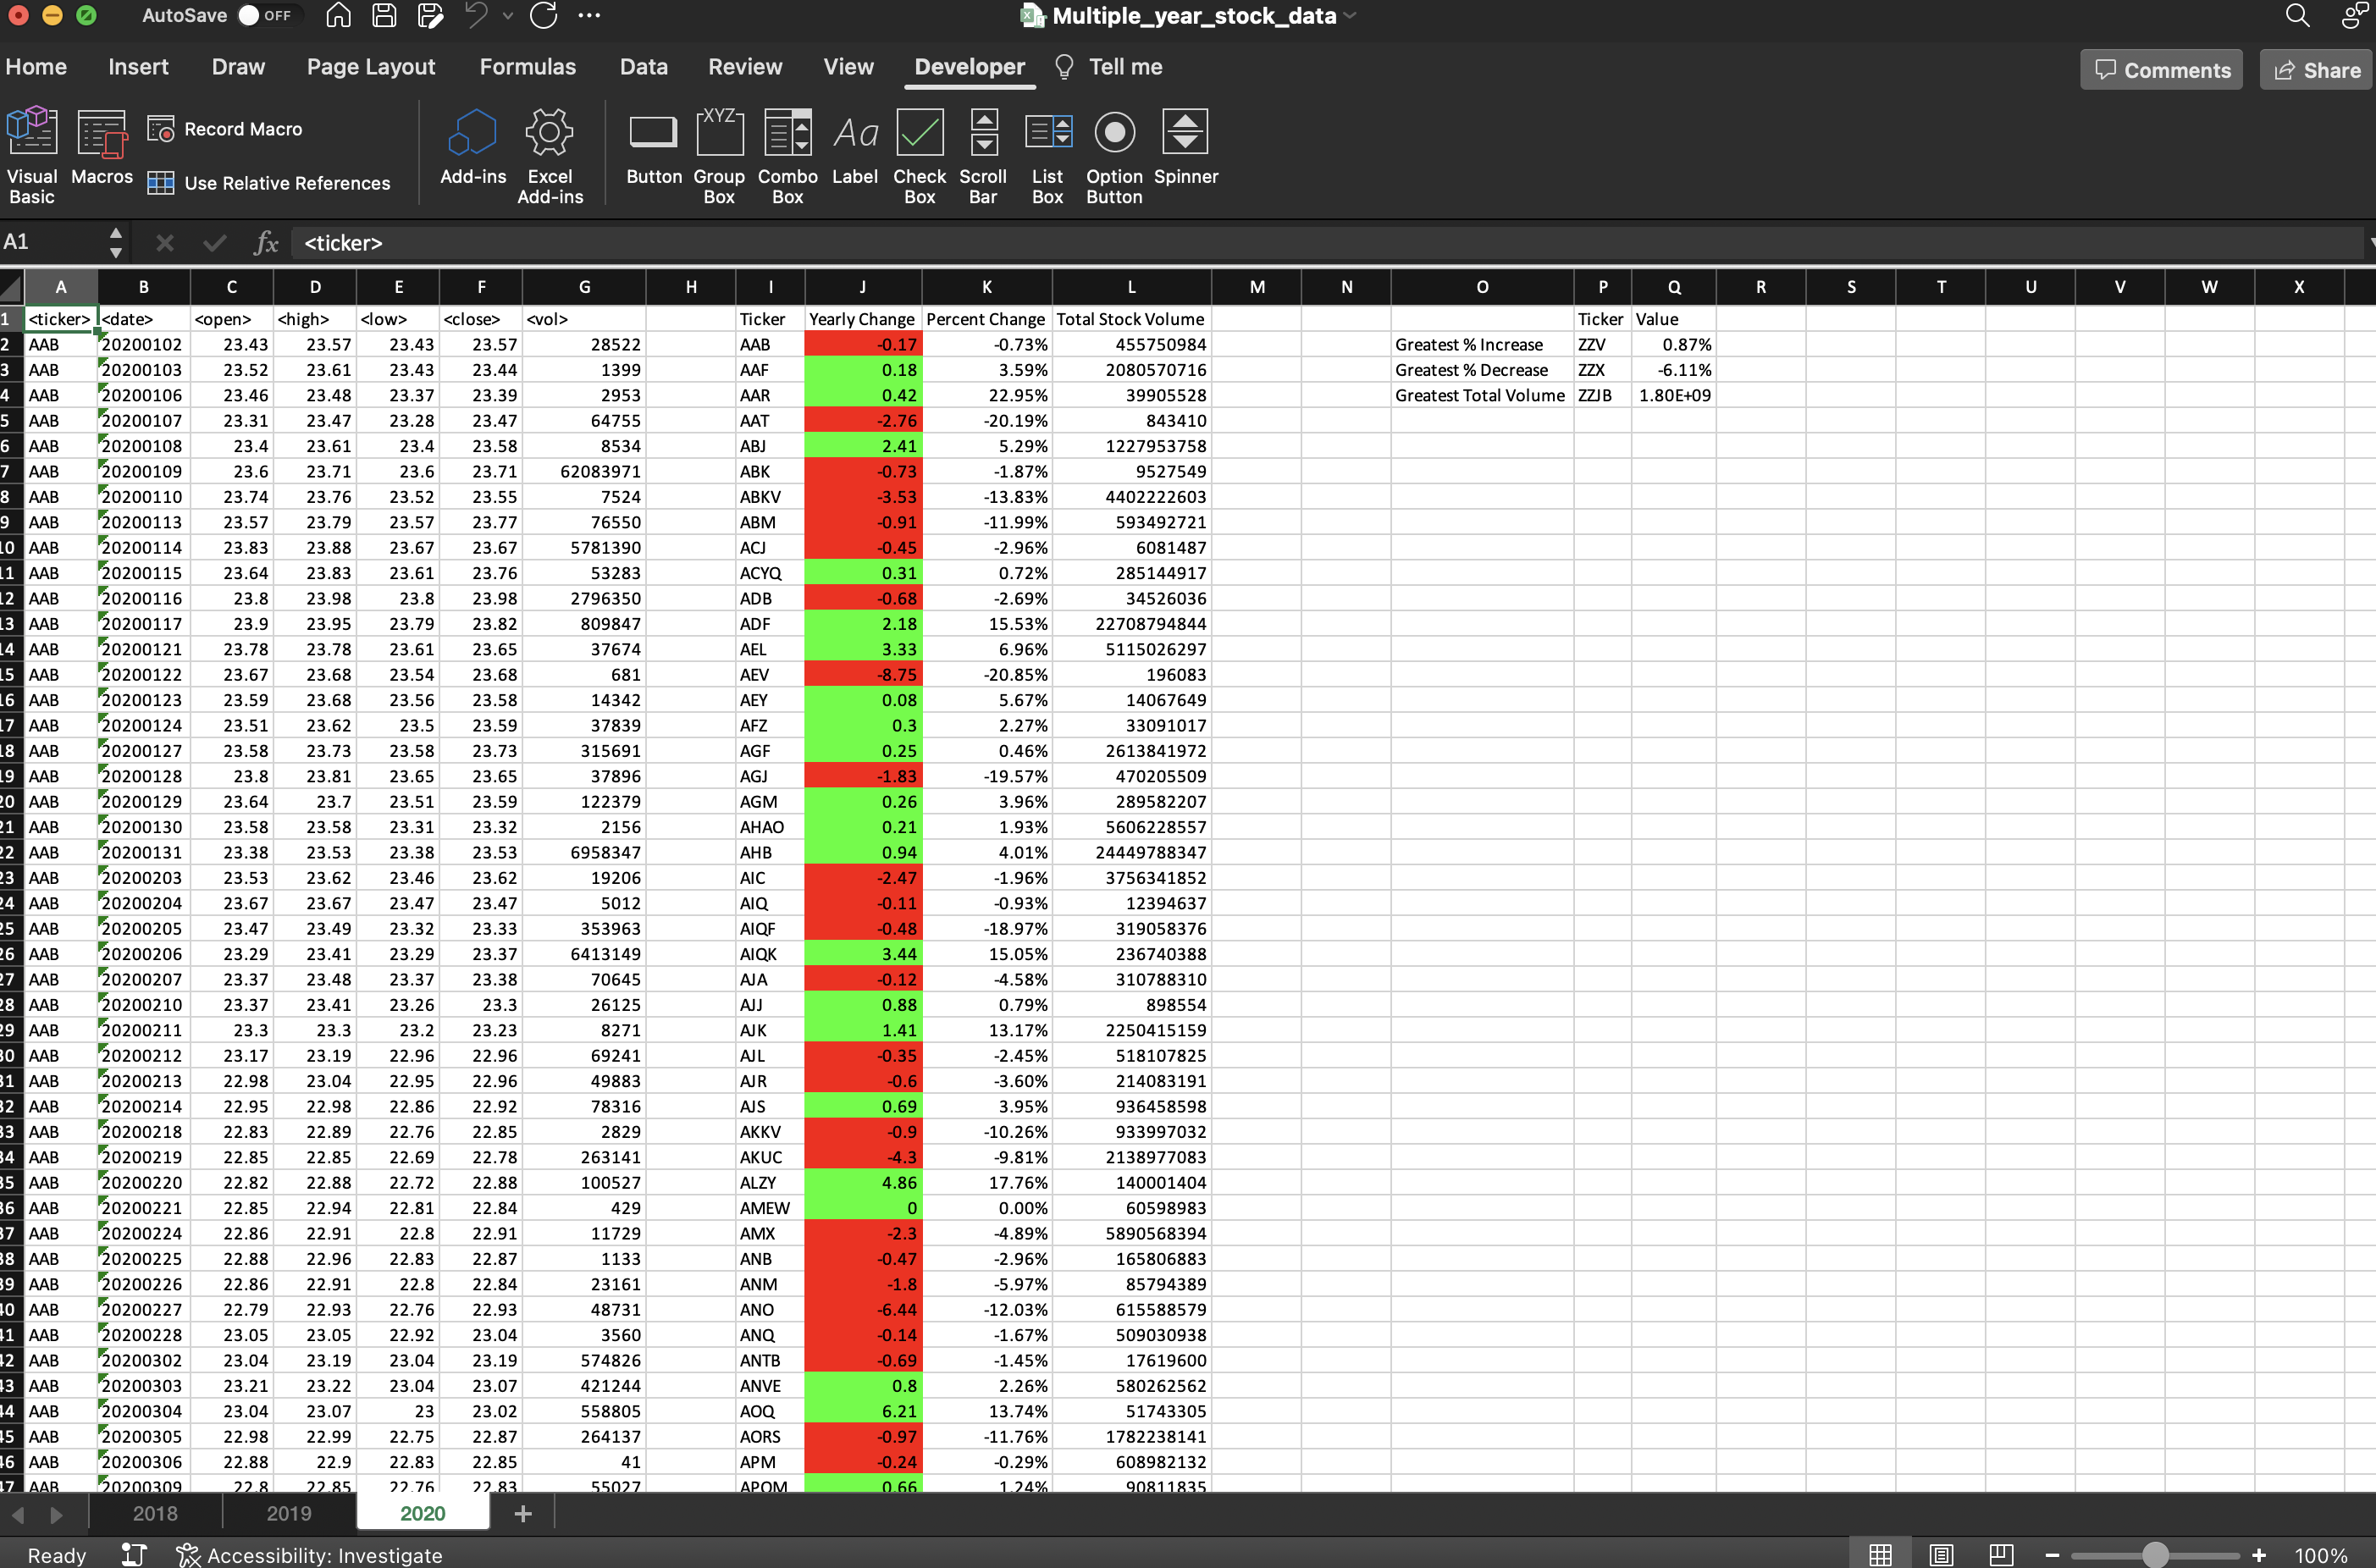 AutoSave OFF Multiple_year_stock_data
Home Insert Draw Page Layout Formulas Data Review View Developer Tell me Comments Share
Visual Basic Macros Record Macro Use Relative References Add-ins Excel Add-ins Button Group Box Combo Box Label Check Box Scroll Bar List Box Option Button Spinner
A1 fx <ticker>
A B C D E F G H I J K L M N O P Q R S T U V W X
1 <ticker> <date> <open> <high> <low> <close> <vol> Ticker Yearly Change Percent Change Total Stock Volume Ticker Value
2 AAB 20200102 23.43 23.57 23.43 23.57 28522 AAB -0.17 -0.73% 455750984 Greatest % Increase ZZV 0.87%
3 AAB 20200103 23.52 23.61 23.43 23.44 1399 AAF 0.18 3.59% 2080570716 Greatest % Decrease ZZX -6.11%
4 AAB 20200106 23.46 23.48 23.37 23.39 2953 AAR 0.42 22.95% 39905528 Greatest Total Volume ZZJB 1.80E+09
5 AAB 20200107 23.31 23.47 23.28 23.47 64755 AAT -2.76 -20.19% 843410
6 AAB 20200108 23.4 23.61 23.4 23.58 8534 ABJ 2.41 5.29% 1227953758
7 AAB 20200109 23.6 23.71 23.6 23.71 62083971 ABK -0.73 -1.87% 9527549
8 AAB 20200110 23.74 23.76 23.52 23.55 7524 ABKV -3.53 -13.83% 4402222603
9 AAB 20200113 23.57 23.79 23.57 23.77 76550 ABM -0.91 -11.99% 593492721
10 AAB 20200114 23.83 23.88 23.67 23.67 5781390 ACJ -0.45 -2.96% 6081487
11 AAB 20200115 23.64 23.83 23.61 23.76 53283 ACYQ 0.31 0.72% 285144917
12 AAB 20200116 23.8 23.98 23.8 23.98 2796350 ADB -0.68 -2.69% 34526036
13 AAB 20200117 23.9 23.95 23.79 23.82 809847 ADF 2.18 15.53% 22708794844
14 AAB 20200121 23.78 23.78 23.61 23.65 37674 AEL 3.33 6.96% 5115026297
15 AAB 20200122 23.67 23.68 23.54 23.68 681 AEV -8.75 -20.85% 196083
16 AAB 20200123 23.59 23.68 23.56 23.58 14342 AEY 0.08 5.67% 14067649
17 AAB 20200124 23.51 23.62 23.5 23.59 37839 AFZ 0.3 2.27% 33091017
18 AAB 20200127 23.58 23.73 23.58 23.73 315691 AGF 0.25 0.46% 2613841972
19 AAB 20200128 23.8 23.81 23.65 23.65 37896 AGJ -1.83 -19.57% 470205509
20 AAB 20200129 23.64 23.7 23.51 23.59 122379 AGM 0.26 3.96% 289582207
21 AAB 20200130 23.58 23.58 23.31 23.32 2156 AHAO 0.21 1.93% 5606228557
22 AAB 20200131 23.38 23.53 23.38 23.53 6958347 AHB 0.94 4.01% 24449788347
23 AAB 20200203 23.53 23.62 23.46 23.62 19206 AIC -2.47 -1.96% 3756341852
24 AAB 20200204 23.67 23.67 23.47 23.47 5012 AIQ -0.11 -0.93% 12394637
25 AAB 20200205 23.47 23.49 23.32 23.33 353963 AIQF -0.48 -18.97% 319058376
26 AAB 20200206 23.29 23.41 23.29 23.37 6413149 AIQK 3.44 15.05% 236740388
27 AAB 20200207 23.37 23.48 23.37 23.38 70645 AJA -0.12 -4.58% 310788310
28 AAB 20200210 23.37 23.41 23.26 23.3 26125 AJJ 0.88 0.79% 898554
29 AAB 20200211 23.3 23.3 23.2 23.23 8271 AJK 1.41 13.17% 2250415159
30 AAB 20200212 23.17 23.19 22.96 22.96 69241 AJL -0.35 -2.45% 518107825
31 AAB 20200213 22.98 23.04 22.95 22.96 49883 AJR -0.6 -3.60% 214083191
32 AAB 20200214 22.95 22.98 22.86 22.92 78316 AJS 0.69 3.95% 936458598
33 AAB 20200218 22.83 22.89 22.76 22.85 2829 AKKV -0.9 -10.26% 933997032
34 AAB 20200219 22.85 22.85 22.69 22.78 263141 AKUC -4.3 -9.81% 2138977083
35 AAB 20200220 22.82 22.88 22.72 22.88 100527 ALZY 4.86 17.76% 140001404
36 AAB 20200221 22.85 22.94 22.81 22.84 429 AMEW 0 0.00% 60598983
37 AAB 20200224 22.86 22.91 22.8 22.91 11729 AMX -2.3 -4.89% 5890568394
38 AAB 20200225 22.88 22.96 22.83 22.87 1133 ANB -0.47 -2.96% 165806883
39 AAB 20200226 22.86 22.91 22.8 22.84 23161 ANM -1.8 -5.97% 85794389
40 AAB 20200227 22.79 22.93 22.76 22.93 48731 ANO -6.44 -12.03% 615588579
41 AAB 20200228 23.05 23.05 22.92 23.04 3560 ANQ -0.14 -1.67% 509030938
42 AAB 20200302 23.04 23.19 23.04 23.19 574826 ANTB -0.69 -1.45% 17619600
43 AAB 20200303 23.21 23.22 23.04 23.07 421244 ANVE 0.8 2.26% 580262562
44 AAB 20200304 23.04 23.07 23 23.02 558805 AOQ 6.21 13.74% 51743305
45 AAB 20200305 22.98 22.99 22.75 22.87 264137 AORS -0.97 -11.76% 1782238141
46 AAB 20200306 22.88 22.9 22.83 22.85 41 APM -0.24 -0.29% 608982132
47 AAB 20200309 22.8 22.85 22.76 22.83 55027 APOM 0.66 1.24% 90811835
2018 2019 2020 +
Ready Accessibility: Investigate 100%